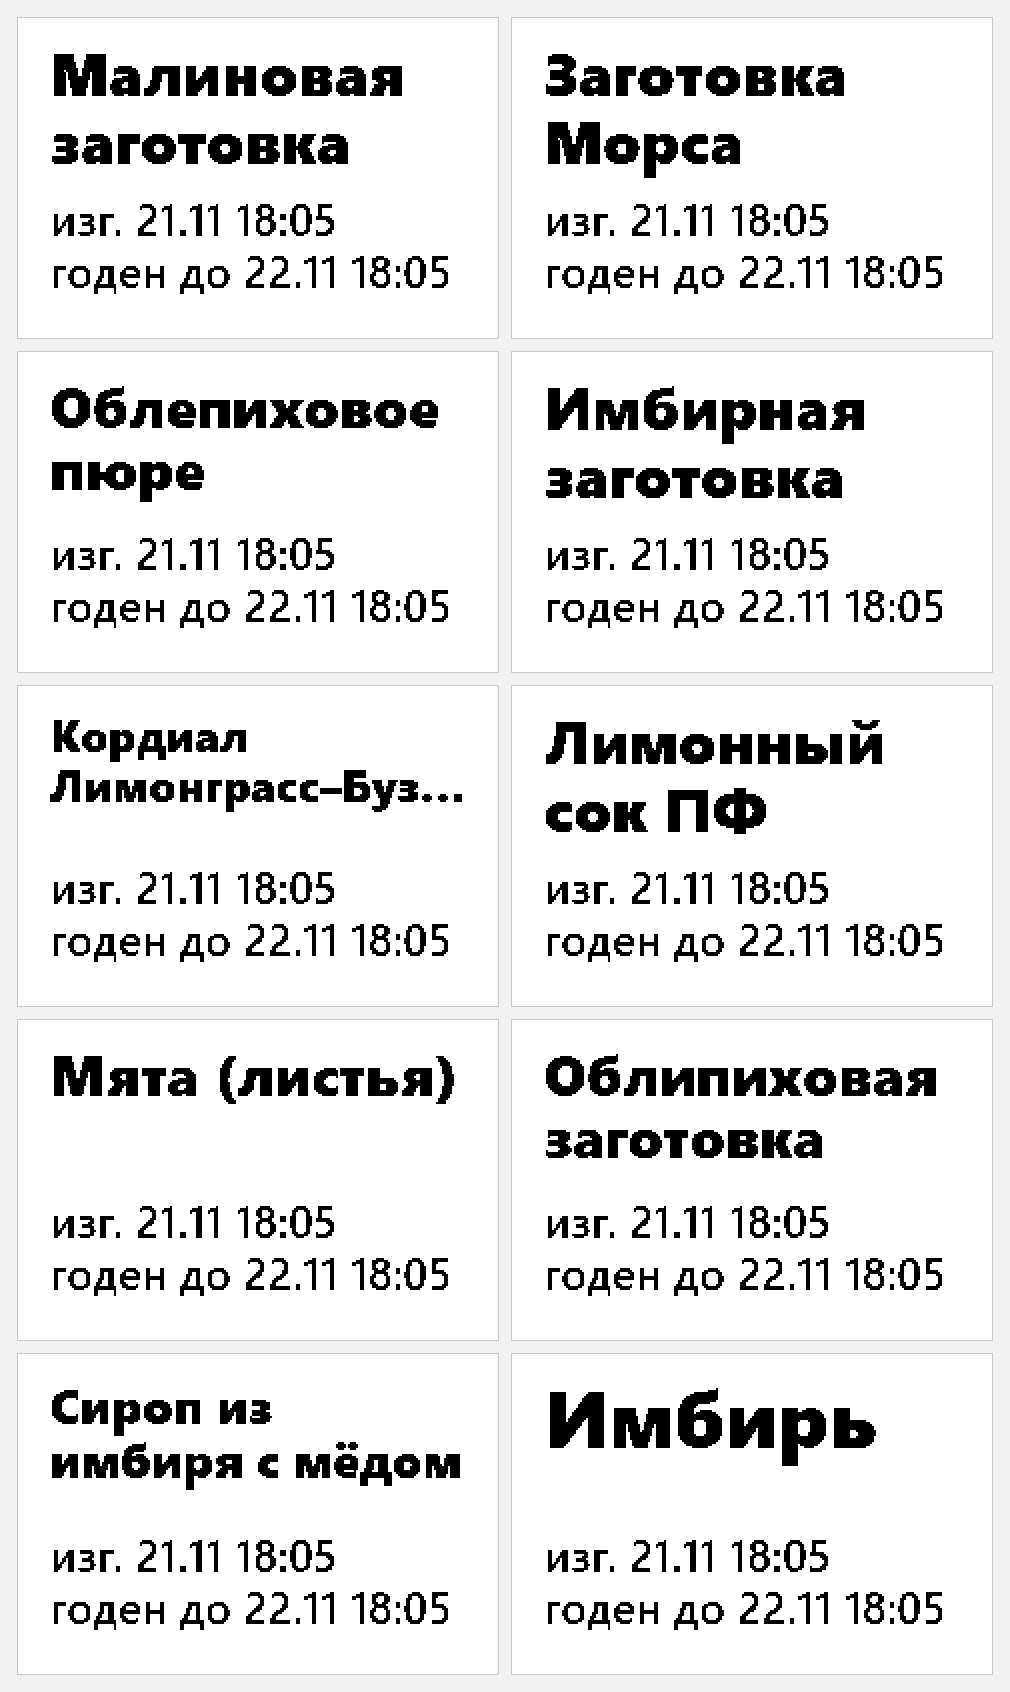 Малиновая
заготовка
изг. 21.11 18:05
годен до 22.11 18:05
Заготовка
Морса
изг. 21.11 18:05
годен до 22.11 18:05
Облепиховое
пюре
изг. 21.11 18:05
годен до 22.11 18:05
Имбирная
заготовка
изг. 21.11 18:05
годен до 22.11 18:05
Кордиал
Лимонграсс–Буз...
изг. 21.11 18:05
годен до 22.11 18:05
Лимонный
сок ПФ
изг. 21.11 18:05
годен до 22.11 18:05
Мята (листья)
изг. 21.11 18:05
годен до 22.11 18:05
Облипиховая
заготовка
изг. 21.11 18:05
годен до 22.11 18:05
Сироп из
имбиря с мёдом
изг. 21.11 18:05
годен до 22.11 18:05
Имбирь
изг. 21.11 18:05
годен до 22.11 18:05